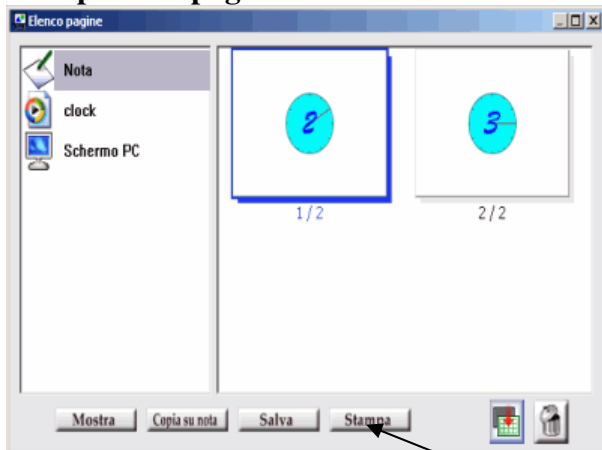 Elenco pagine
Nota
clock
Schermo PC
2
3
1 / 2
2 / 2
Mostra
Copia su nota
Salva
Stampa